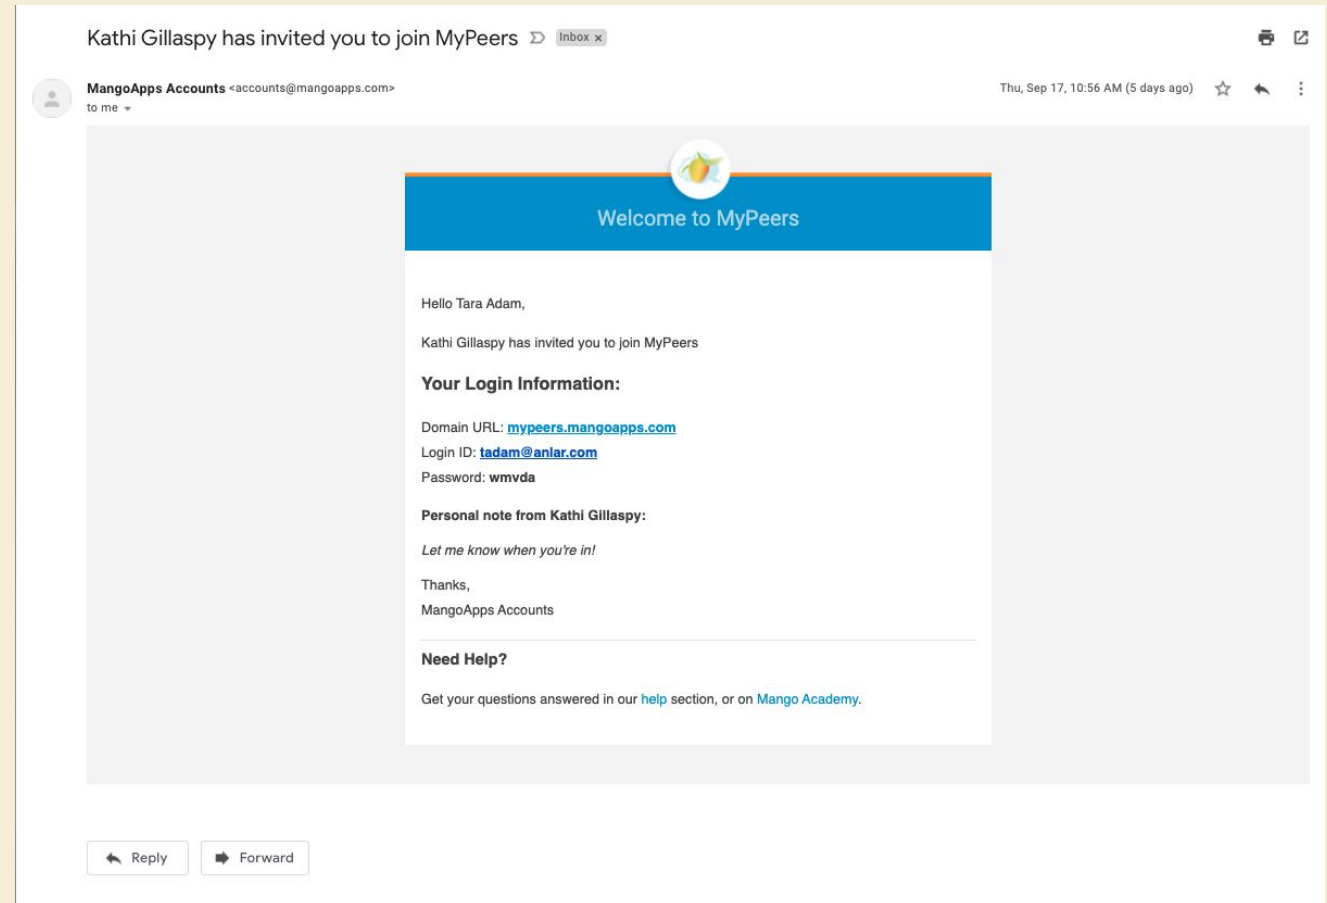 Kathi Gillaspy has invited you to join MyPeers Inbox x
MangoApps Accounts <accounts@mangoapps.com> Thu, Sep 17, 10:56 AM (5 days ago)
to me
Welcome to MyPeers
Hello Tara Adam,
Kathi Gillaspy has invited you to join MyPeers
Your Login Information:
Domain URL: mypeers.mangoapps.com
Login ID: tadam@anlar.com
Password: wmvda
Personal note from Kathi Gillaspy:
Let me know when you're in!
Thanks,
MangoApps Accounts
Need Help?
Get your questions answered in our help section, or on Mango Academy.
Reply Forward